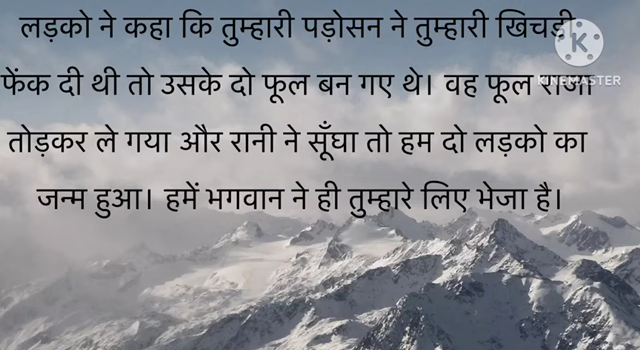 लड़को ने कहा कि तुम्हारी पड़ोसन ने तुम्हारी खिचड़ी
फेंक दी थी तो उसके दो फूल बन गए थे। वह फूल राजा
तोड़कर ले गया और रानी ने सूँघा तो हम दो लड़को का
जन्म हुआ। हमें भगवान ने ही तुम्हारे लिए भेजा है।
KINEMASTER